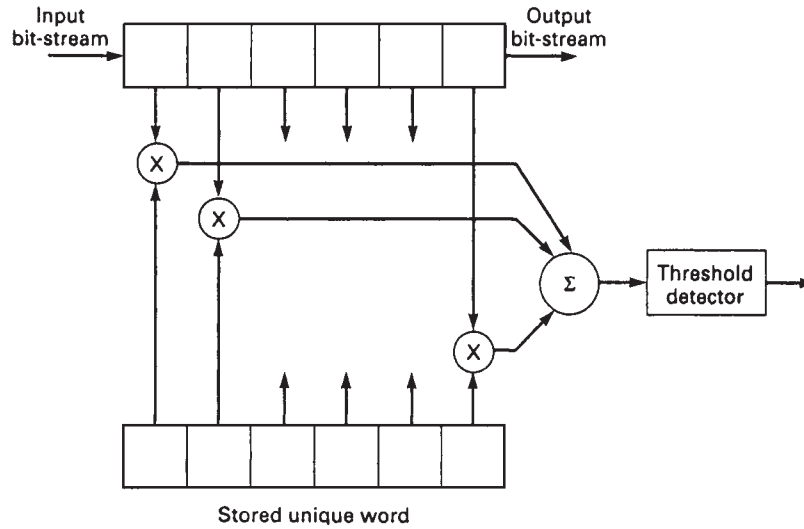 Input
bit-stream
Output
bit-stream
X
X
Σ
Threshold
detector
X
Stored unique word